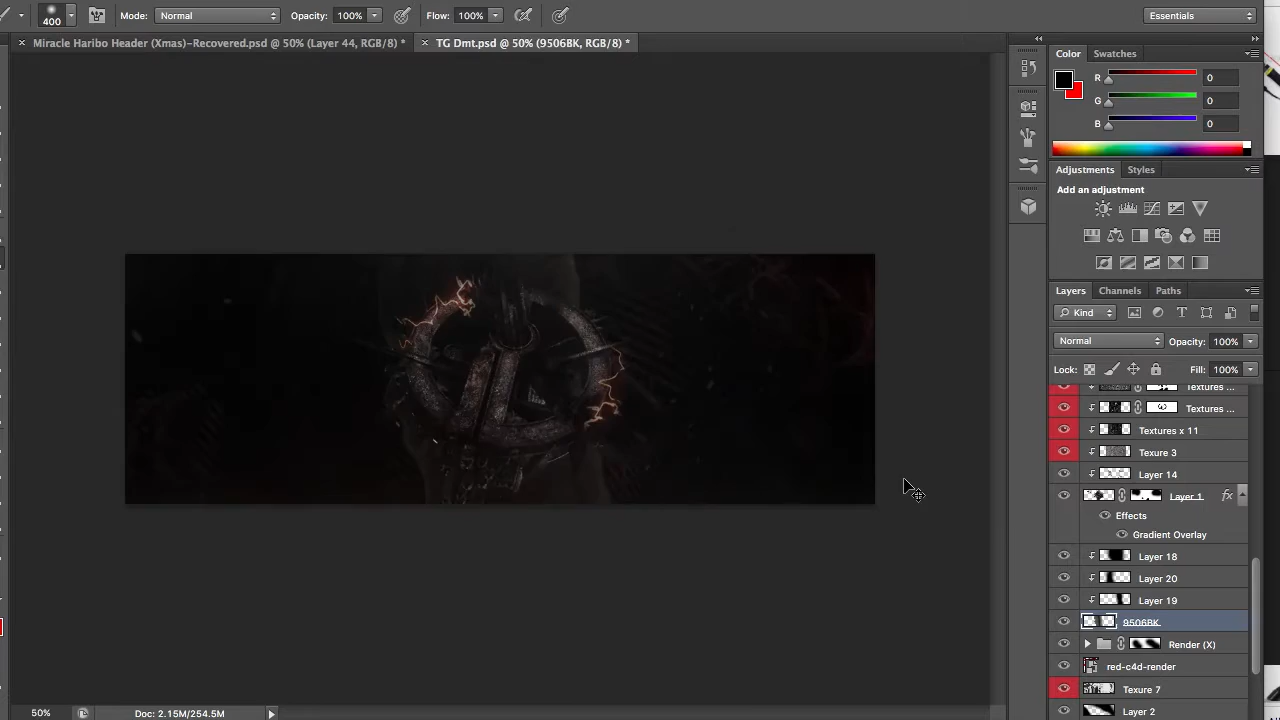 400 Mode: Normal Opacity: 100% Flow: 100% Essentials
Miracle Haribo Header (Xmas)-Recovered.psd @ 50% (Layer 44, RGB/8) * TG Dmt.psd @ 50% (9506BK, RGB/8) *
Color Swatches
R 0
G 0
B 0
Adjustments Styles
Add an adjustment
Layers Channels Paths
Kind
Normal Opacity: 100%
Lock: Fill: 100%
Textures ...
Textures ...
Textures x 11
Texure 3
Layer 14
Layer 1 fx
Effects
Gradient Overlay
Layer 18
Layer 20
Layer 19
9506BK
Render (X)
red-c4d-render
Texure 7
Layer 2
50% Doc: 2.15M/254.5M